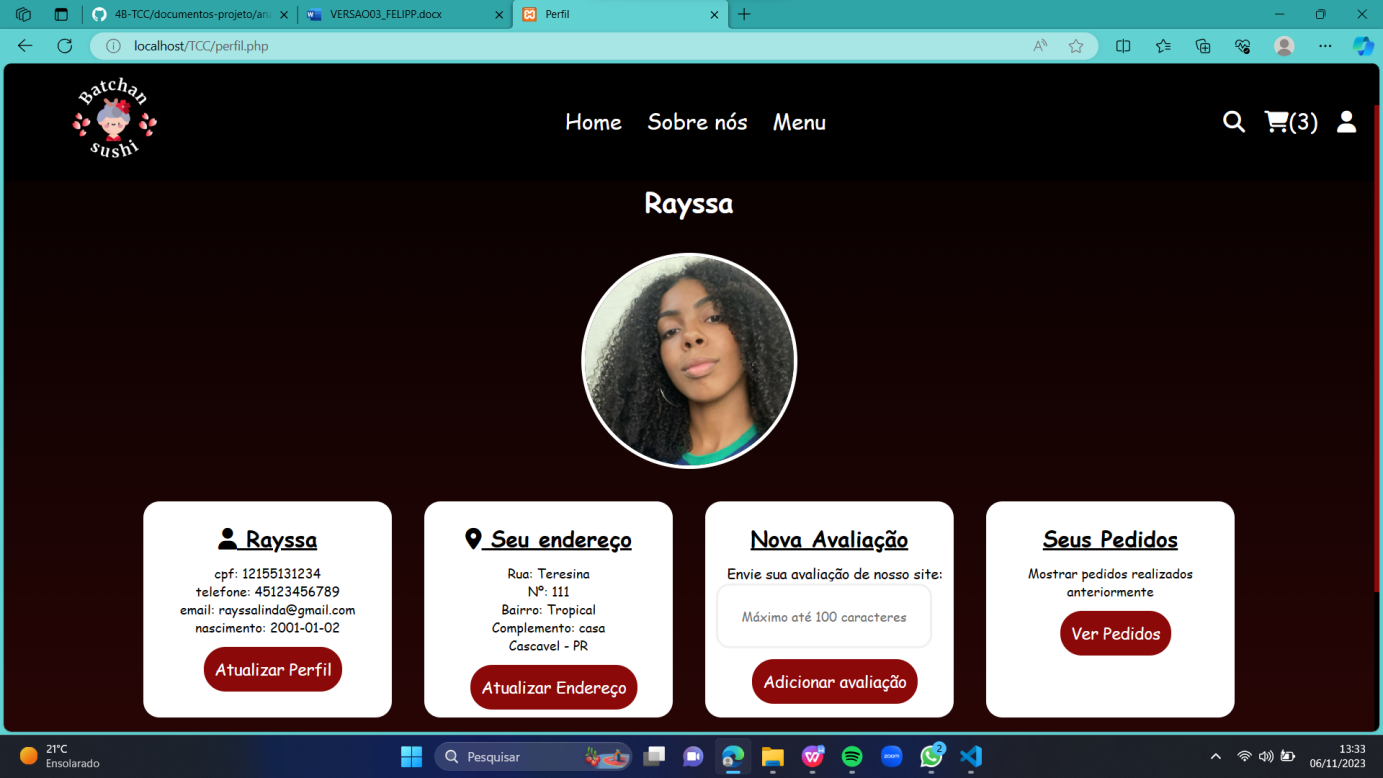 4B-TCC/documentos-projeto/ana
VERSAO03_FELIPP.docx
Perfil
localhost/TCC/perfil.php
Batchan
sushi
Home Sobre nós Menu
(3)
Rayssa
Rayssa
cpf: 12155131234
telefone: 45123456789
email: rayssalinda@gmail.com
nascimento: 2001-01-02
Atualizar Perfil
Seu endereço
Rua: Teresina
Nº: 111
Bairro: Tropical
Complemento: casa
Cascavel - PR
Atualizar Endereço
Nova Avaliação
Envie sua avaliação de nosso site:
Máximo até 100 caracteres
Adicionar avaliação
Seus Pedidos
Mostrar pedidos realizados
anteriormente
Ver Pedidos
21°C
Ensolarado
Pesquisar
zoom
2
13:33
06/11/2023